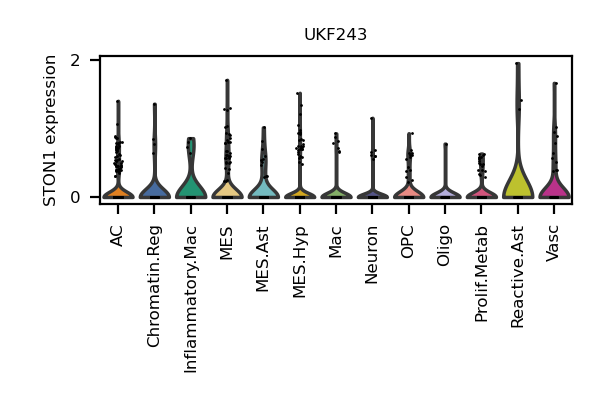 UKF243
STON1 expression
2
0
AC
Chromatin.Reg
Inflammatory.Mac
MES
MES.Ast
MES.Hyp
Mac
Neuron
OPC
Oligo
Prolif.Metab
Reactive.Ast
Vasc